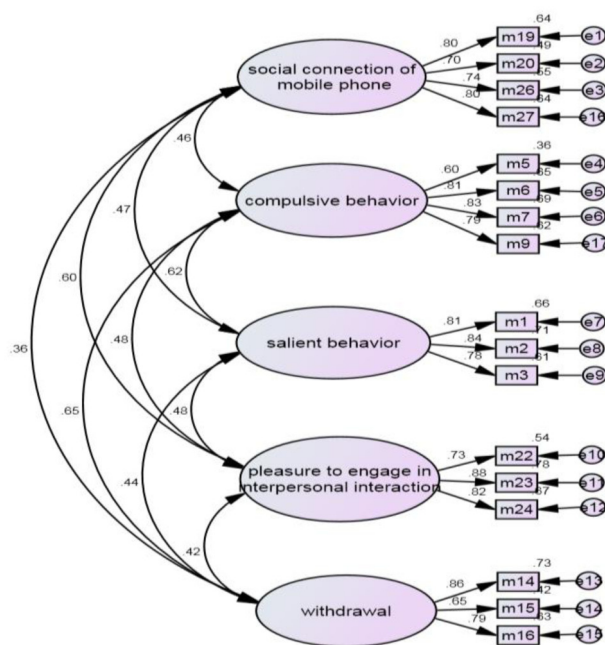 .64
.80
m19
e1
.49
.70
m20
e2
social connection of
mobile phone
.55
.74
m26
e3
.64
.80
m27
e16
.46
.36
.60
m5
e4
.65
.81
m6
e5
compulsive behavior
.69
.83
m7
e6
.62
.79
m9
e17
.47
.62
.66
.81
m1
e7
.71
.84
m2
e8
salient behavior
.61
.78
m3
e9
.60
.48
.36
.48
.54
.73
m22
e10
.78
.88
m23
e11
pleasure to engage in
interpersonal interaction
.67
.82
m24
e12
.65
.44
.42
.73
.86
m14
e13
.42
.65
m15
e14
withdrawal
.63
.79
m16
e15